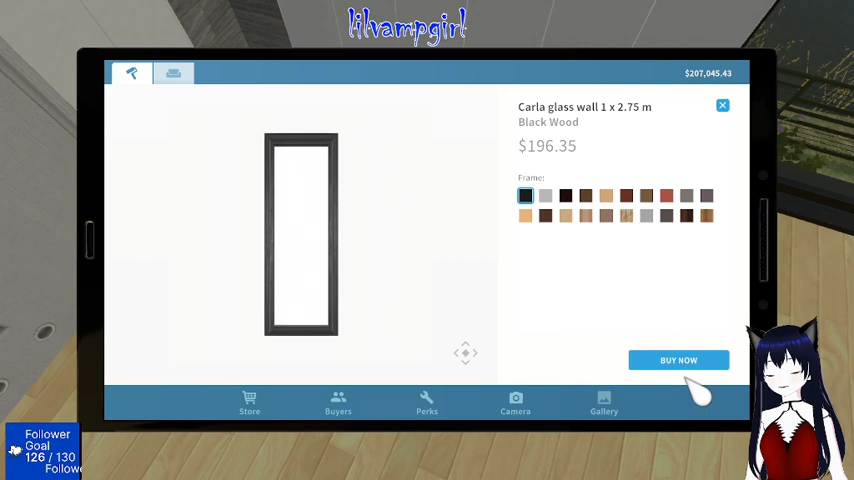 lilvampgirl
$207,045.43
Carla glass wall 1 x 2.75 m
Black Wood
$196.35
Frame:
BUY NOW
Store
Buyers
Perks
Camera
Gallery
Follower
Goal
126 / 130
Followe